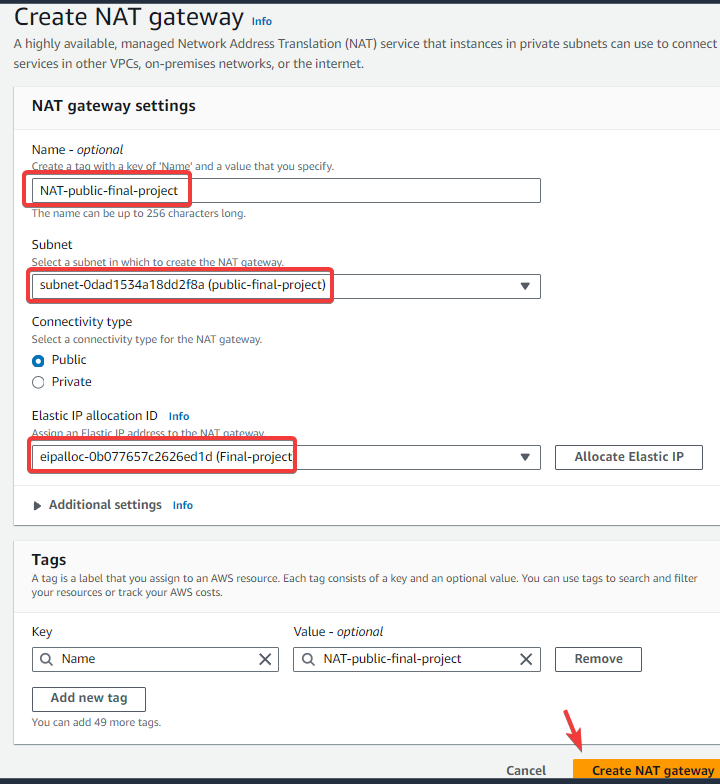 Create NAT gateway Info
A highly available, managed Network Address Translation (NAT) service that instances in private subnets can use to connect
services in other VPCs, on-premises networks, or the internet.
NAT gateway settings
Name - optional
Create a tag with a key of 'Name' and a value that you specify.
NAT-public-final-project
The name can be up to 256 characters long.
Subnet
Select a subnet in which to create the NAT gateway.
subnet-0dad1534a18dd2f8a (public-final-project)
Connectivity type
Select a connectivity type for the NAT gateway.
Public
Private
Elastic IP allocation ID Info
Assign an Elastic IP address to the NAT gateway.
eipalloc-0b077657c2626ed1d (Final-project
Allocate Elastic IP
Additional settings Info
Tags
A tag is a label that you assign to an AWS resource. Each tag consists of a key and an optional value. You can use tags to search and filter
your resources or track your AWS costs.
Key Value - optional
Name NAT-public-final-project Remove
Add new tag
You can add 49 more tags.
Cancel Create NAT gateway